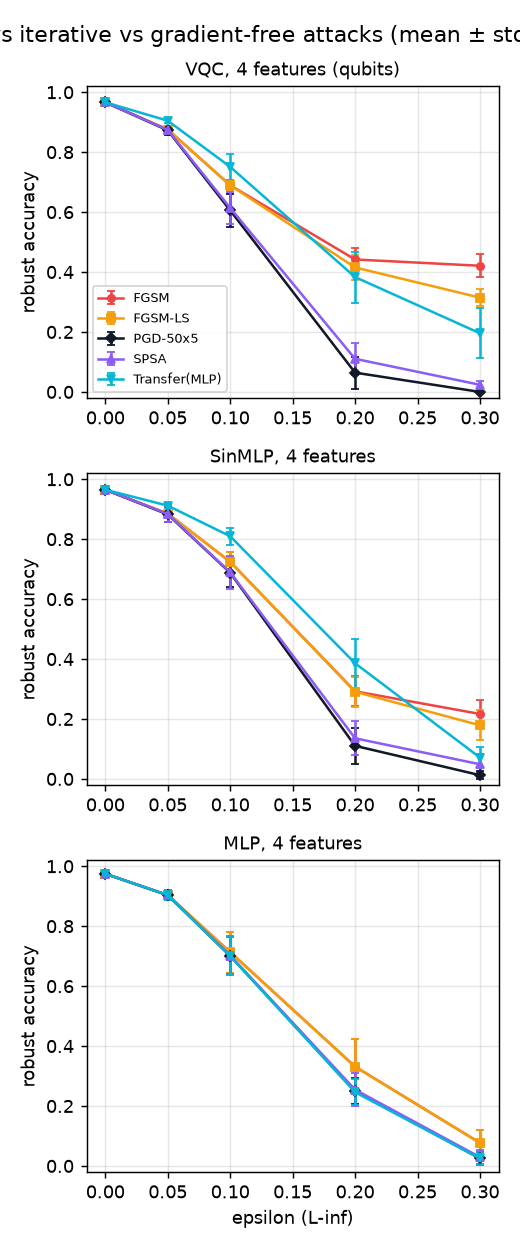 s iterative vs gradient-free attacks (mean ± std
VQC, 4 features (qubits)
robust accuracy
1.0
0.8
0.6
0.4
0.2
0.0
FGSM
FGSM-LS
PGD-50x5
SPSA
Transfer(MLP)
0.00 0.05 0.10 0.15 0.20 0.25 0.30
SinMLP, 4 features
robust accuracy
1.0
0.8
0.6
0.4
0.2
0.0
0.00 0.05 0.10 0.15 0.20 0.25 0.30
MLP, 4 features
robust accuracy
1.0
0.8
0.6
0.4
0.2
0.0
0.00 0.05 0.10 0.15 0.20 0.25 0.30
epsilon (L-inf)